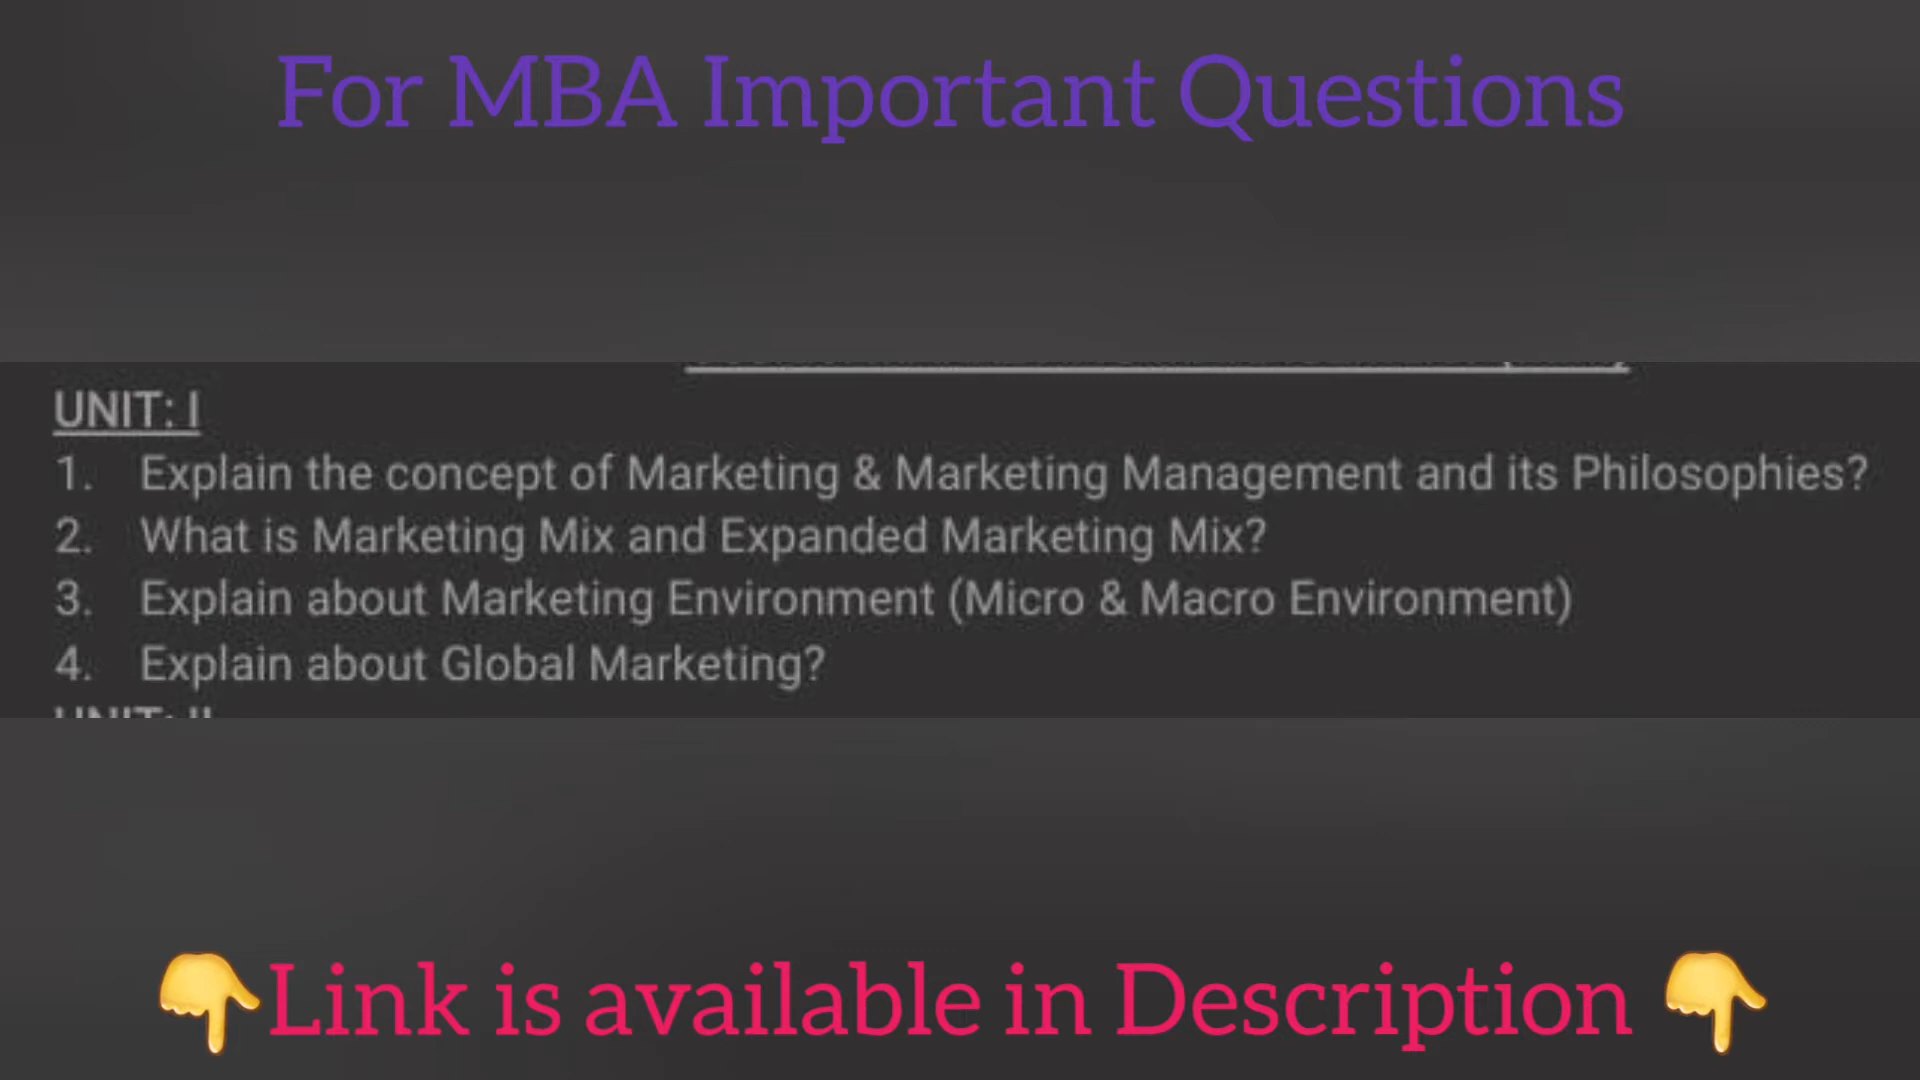 For MBA Important Questions
UNIT: I
1. Explain the concept of Marketing & Marketing Management and its Philosophies?
2. What is Marketing Mix and Expanded Marketing Mix?
3. Explain about Marketing Environment (Micro & Macro Environment)
4. Explain about Global Marketing?
UNIT: II
👇Link is available in Description 👇